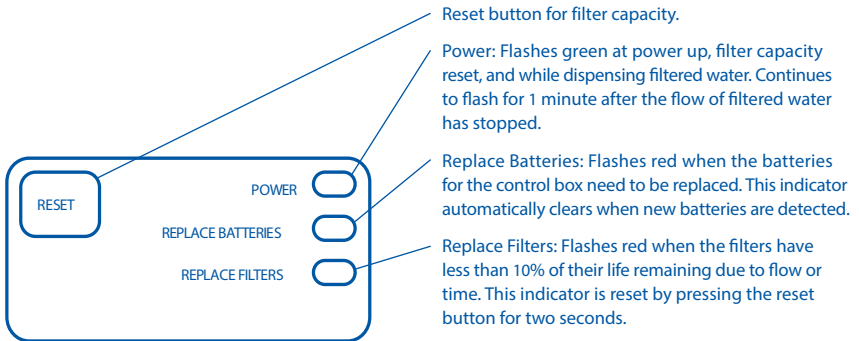 Reset button for filter capacity.
Power: Flashes green at power up, filter capacity
reset, and while dispensing filtered water. Continues
to flash for 1 minute after the flow of filtered water
has stopped.
Replace Batteries: Flashes red when the batteries
for the control box need to be replaced. This indicator
automatically clears when new batteries are detected.
Replace Filters: Flashes red when the filters have
less than 10% of their life remaining due to flow or
time. This indicator is reset by pressing the reset
button for two seconds.
RESET
POWER
REPLACE BATTERIES
REPLACE FILTERS